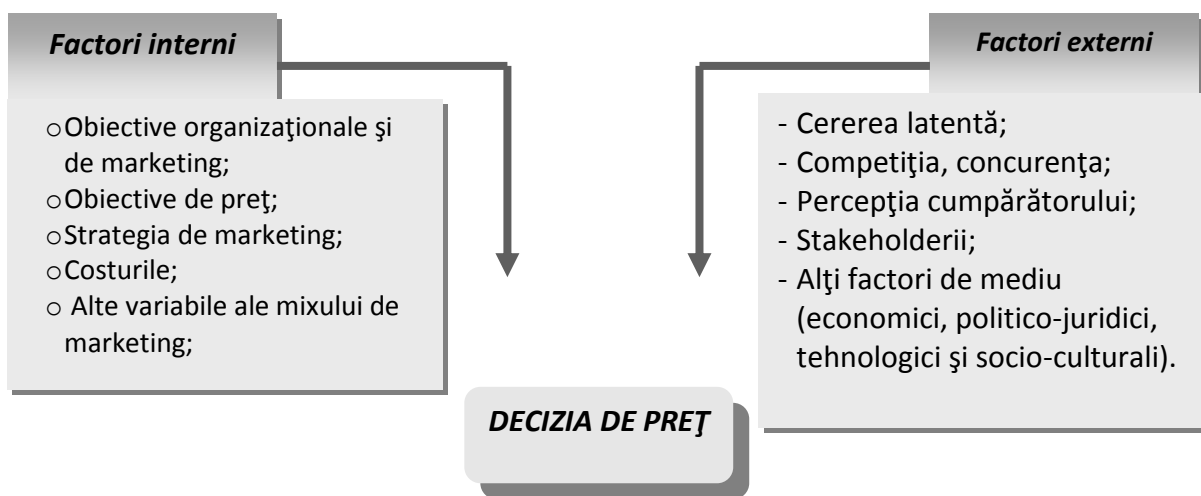 Factori interni
oObiective organizaţionale şi
de marketing;
oObiective de preţ;
oStrategia de marketing;
oCosturile;
o Alte variabile ale mixului de
marketing;
Factori externi
- Cererea latentă;
- Competiţia, concurenţa;
- Percepţia cumpărătorului;
- Stakeholderii;
- Alţi factori de mediu
(economici, politico-juridici,
tehnologici şi socio-culturali).
DECIZIA DE PREŢ